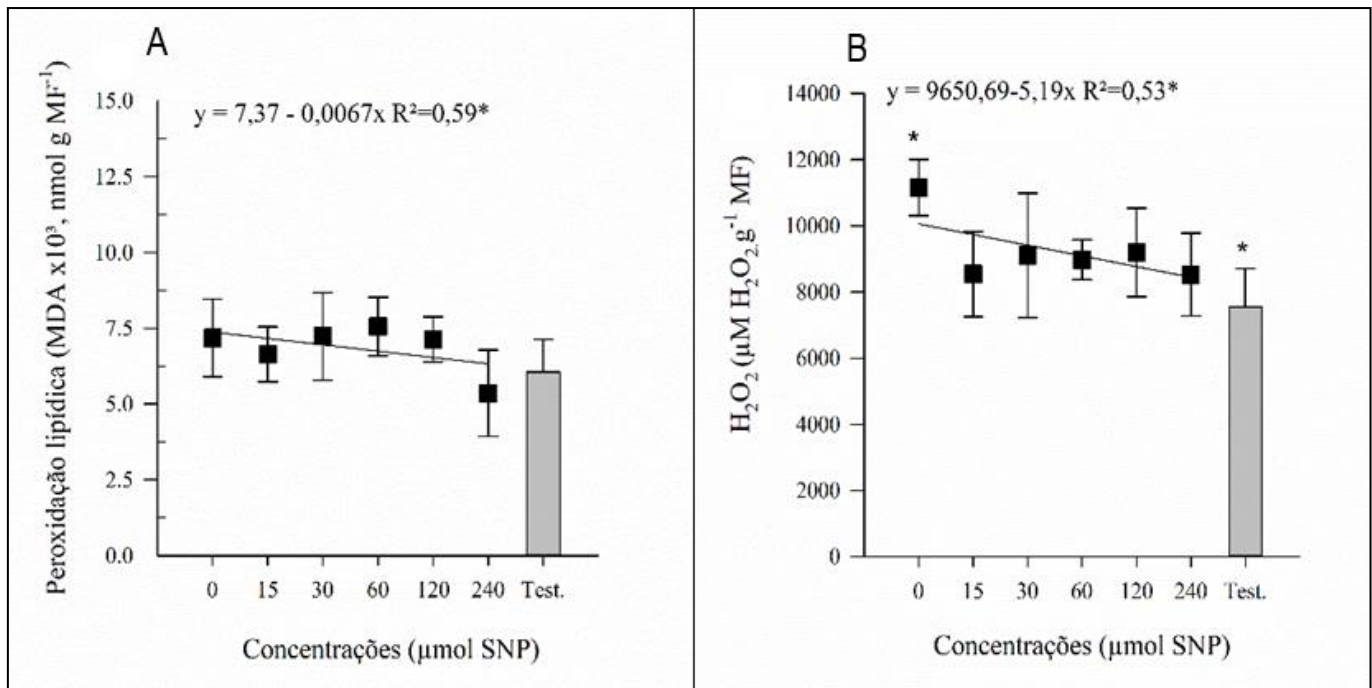 A
y = 7,37 - 0,0067x R²=0,59*
Peroxidação lipídica (MDA x10³, nmol g MF⁻¹)
15.0
12.5
10.0
7.5
5.0
2.5
0.0
0 15 30 60 120 240 Test.
Concentrações (µmol SNP)
B
y = 9650,69-5,19x R²=0,53*
H₂O₂ (µM H₂O₂.g⁻¹ MF)
14000
12000
10000
8000
6000
4000
2000
0
*
*
0 15 30 60 120 240 Test.
Concentrações (µmol SNP)